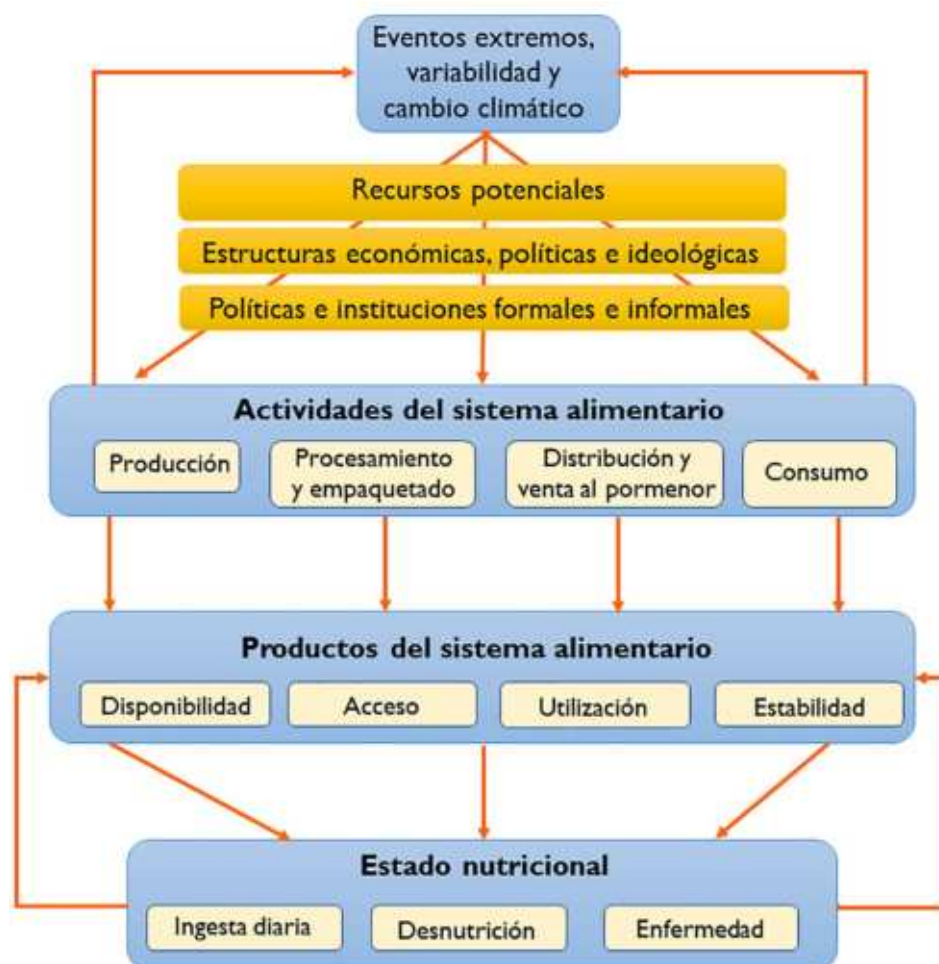 Eventos extremos,
variabilidad y
cambio climático
Recursos potenciales
Estructuras económicas, políticas e ideológicas
Políticas e instituciones formales e informales
Actividades del sistema alimentario
Producción
Procesamiento
y empaquetado
Distribución y
venta al pormenor
Consumo
Productos del sistema alimentario
Disponibilidad
Acceso
Utilización
Estabilidad
Estado nutricional
Ingesta diaria
Desnutrición
Enfermedad